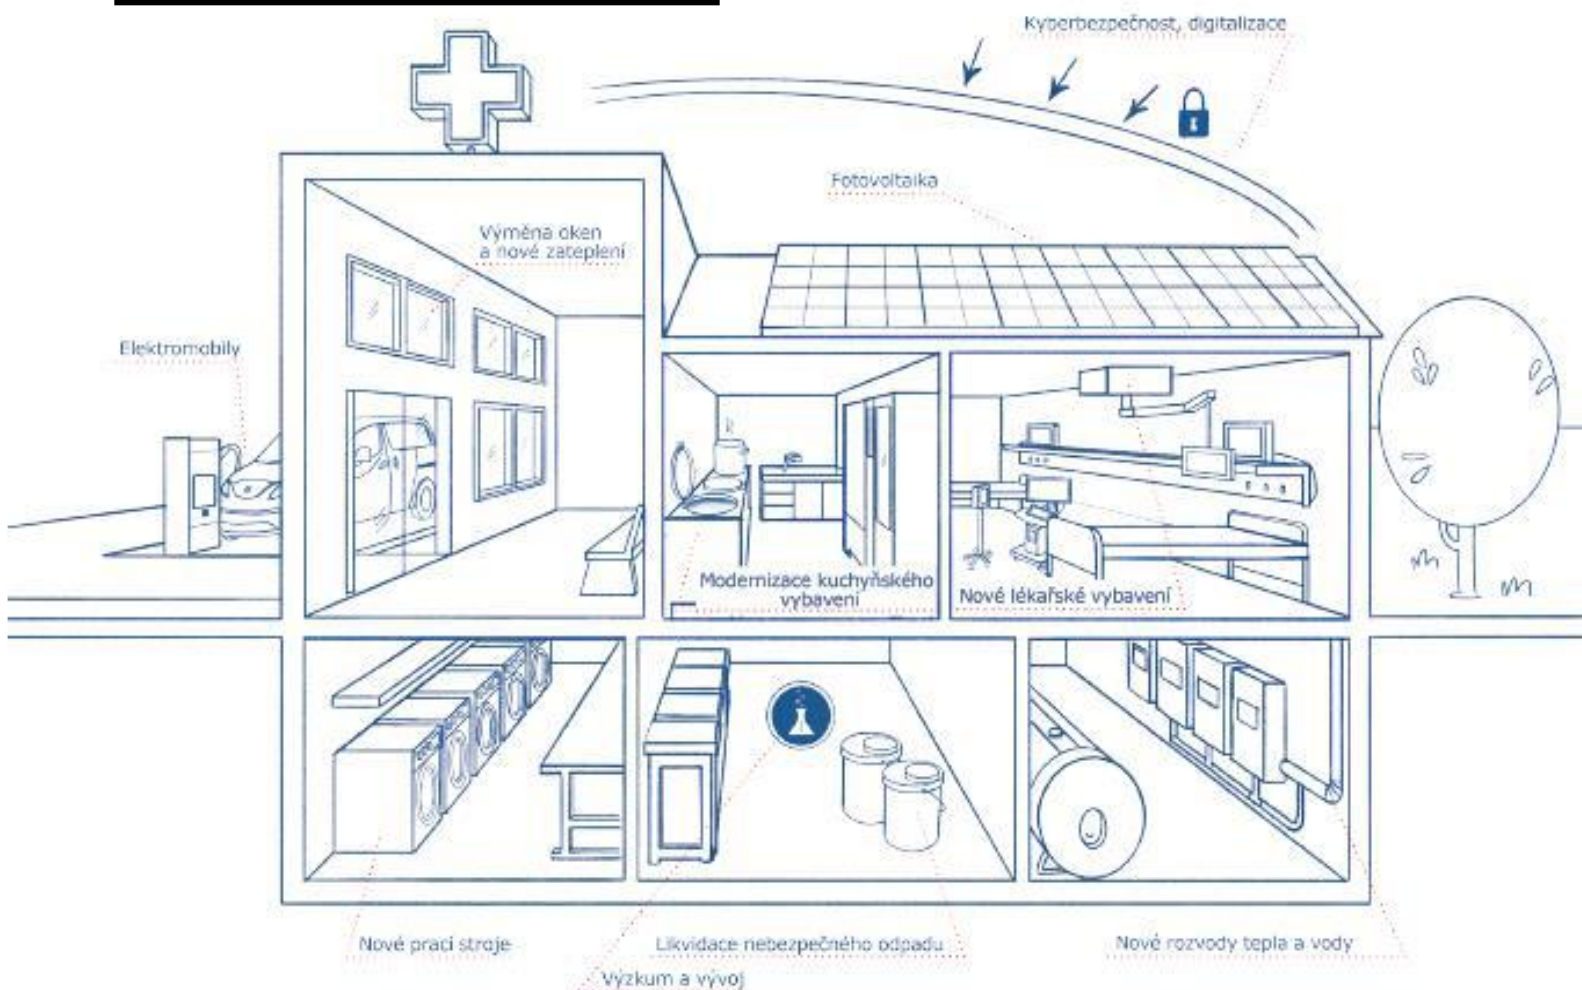 Kyberbezpečnost, digitalizace
Fotovoltaika
Výměna oken
a nové zateplení
Elektromobily
Modernizace kuchyňského
vybavení
Nové lékařské vybavení
Nové prací stroje
Likvidace nebezpečného odpadu
Nové rozvody tepla a vody
Výzkum a vývoj